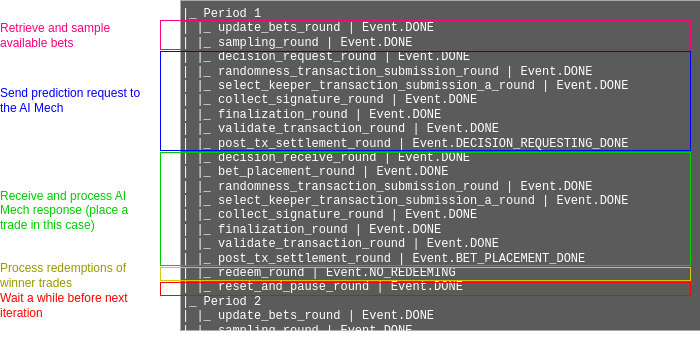 Retrieve and sample
available bets
Send prediction request to
the AI Mech
Receive and process AI
Mech response (place a
trade in this case)
Process redemptions of
winner trades
Wait a while before next
iteration
|_ Period 1
| |_ update_bets_round | Event.DONE
| |_ sampling_round | Event.DONE
| |_ decision_request_round | Event.DONE
| |_ randomness_transaction_submission_round | Event.DONE
| |_ select_keeper_transaction_submission_a_round | Event.DONE
| |_ collect_signature_round | Event.DONE
| |_ finalization_round | Event.DONE
| |_ validate_transaction_round | Event.DONE
| |_ post_tx_settlement_round | Event.DECISION_REQUESTING_DONE
| |_ decision_receive_round | Event.DONE
| |_ bet_placement_round | Event.DONE
| |_ randomness_transaction_submission_round | Event.DONE
| |_ select_keeper_transaction_submission_a_round | Event.DONE
| |_ collect_signature_round | Event.DONE
| |_ finalization_round | Event.DONE
| |_ validate_transaction_round | Event.DONE
| |_ post_tx_settlement_round | Event.BET_PLACEMENT_DONE
| |_ redeem_round | Event.NO_REDEEMING
| |_ reset_and_pause_round | Event.DONE
|_ Period 2
| |_ update_bets_round | Event.DONE
| |_ sampling_round | Event.DONE